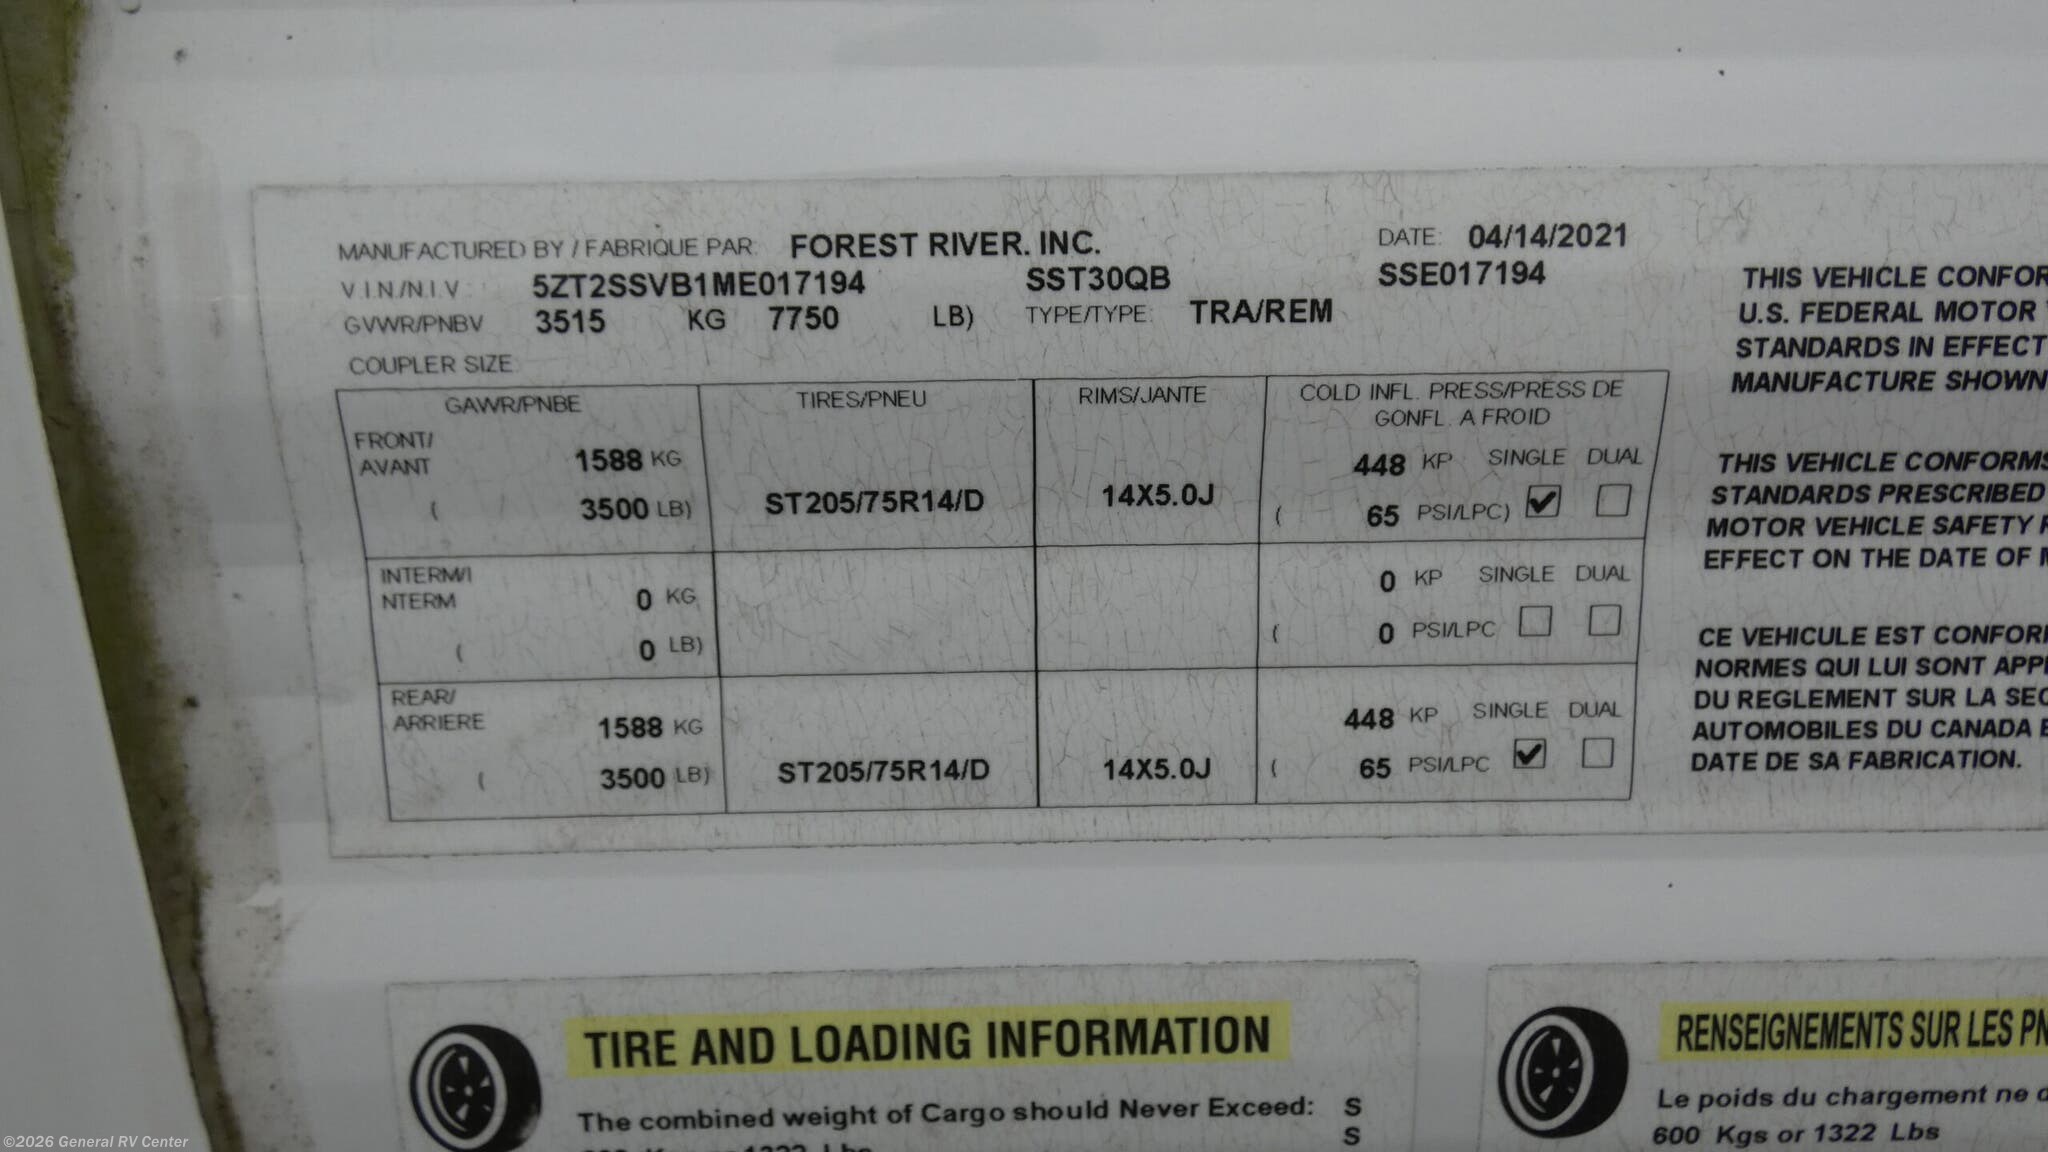 MANUFACTURED BY / FABRIQUE PAR: FOREST RIVER. INC. DATE: 04/14/2021
V.I.N./N.I.V.: 5ZT2SSVB1ME017194 SST30QB SSE017194
GVWR/PNBV 3515 KG 7750 LB) TYPE/TYPE: TRA/REM
COUPLER SIZE:
GAWR/PNBE TIRES/PNEU RIMS/JANTE COLD INFL. PRESS/PRESS DE
GONFL. A FROID
FRONT/
AVANT 1588 KG 448 KP SINGLE DUAL
( 3500 LB) ST205/75R14/D 14X5.0J ( 65 PSI/LPC)
INTERM/I
NTERM 0 KG 0 KP SINGLE DUAL
( 0 LB) ( 0 PSI/LPC
REAR/
ARRIERE 1588 KG 448 KP SINGLE DUAL
( 3500 LB) ST205/75R14/D 14X5.0J ( 65 PSI/LPC
THIS VEHICLE CONFOR
U.S. FEDERAL MOTOR
STANDARDS IN EFFECT
MANUFACTURE SHOWN
THIS VEHICLE CONFORMS
STANDARDS PRESCRIBED
MOTOR VEHICLE SAFETY
EFFECT ON THE DATE OF
CE VEHICULE EST CONFOR
NORMES QUI LUI SONT APP
DU REGLEMENT SUR LA SEC
AUTOMOBILES DU CANADA
DATE DE SA FABRICATION.
TIRE AND LOADING INFORMATION
The combined weight of Cargo should Never Exceed: S
S
RENSEIGNEMENTS SUR LES PN
Le poids du chargement ne
600 Kgs or 1322 Lbs
©2026 General RV Center